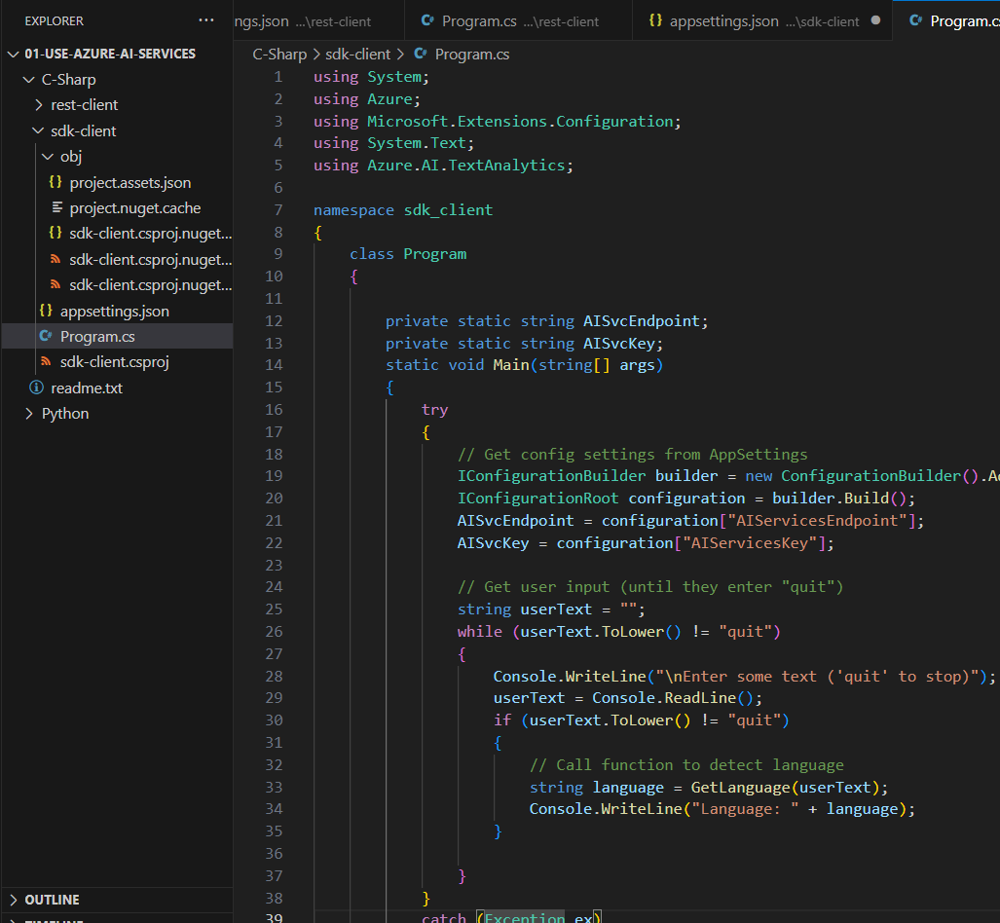 EXPLORER
...
ngs.json ...\rest-client
Program.cs ...\rest-client
{} appsettings.json ...\sdk-client
Program.cs
01-USE-AZURE-AI-SERVICES
C-Sharp
rest-client
sdk-client
obj
{} project.assets.json
project.nuget.cache
{} sdk-client.csproj.nuget...
sdk-client.csproj.nuget...
sdk-client.csproj.nuget...
{} appsettings.json
Program.cs
sdk-client.csproj
readme.txt
Python
OUTLINE
TIMELINE
C-Sharp > sdk-client > Program.cs
1 using System;
2 using Azure;
3 using Microsoft.Extensions.Configuration;
4 using System.Text;
5 using Azure.AI.TextAnalytics;
6
7 namespace sdk_client
8 {
9 class Program
10 {
11
12 private static string AISvcEndpoint;
13 private static string AISvcKey;
14 static void Main(string[] args)
15 {
16 try
17 {
18 // Get config settings from AppSettings
19 IConfigurationBuilder builder = new ConfigurationBuilder().A
20 IConfigurationRoot configuration = builder.Build();
21 AISvcEndpoint = configuration["AIServicesEndpoint"];
22 AISvcKey = configuration["AIServicesKey"];
23
24 // Get user input (until they enter "quit")
25 string userText = "";
26 while (userText.ToLower() != "quit")
27 {
28 Console.WriteLine("\nEnter some text ('quit' to stop)");
29 userText = Console.ReadLine();
30 if (userText.ToLower() != "quit")
31 {
32 // Call function to detect language
33 string language = GetLanguage(userText);
34 Console.WriteLine("Language: " + language);
35 }
36
37 }
38 }
39 catch (Exception ex)